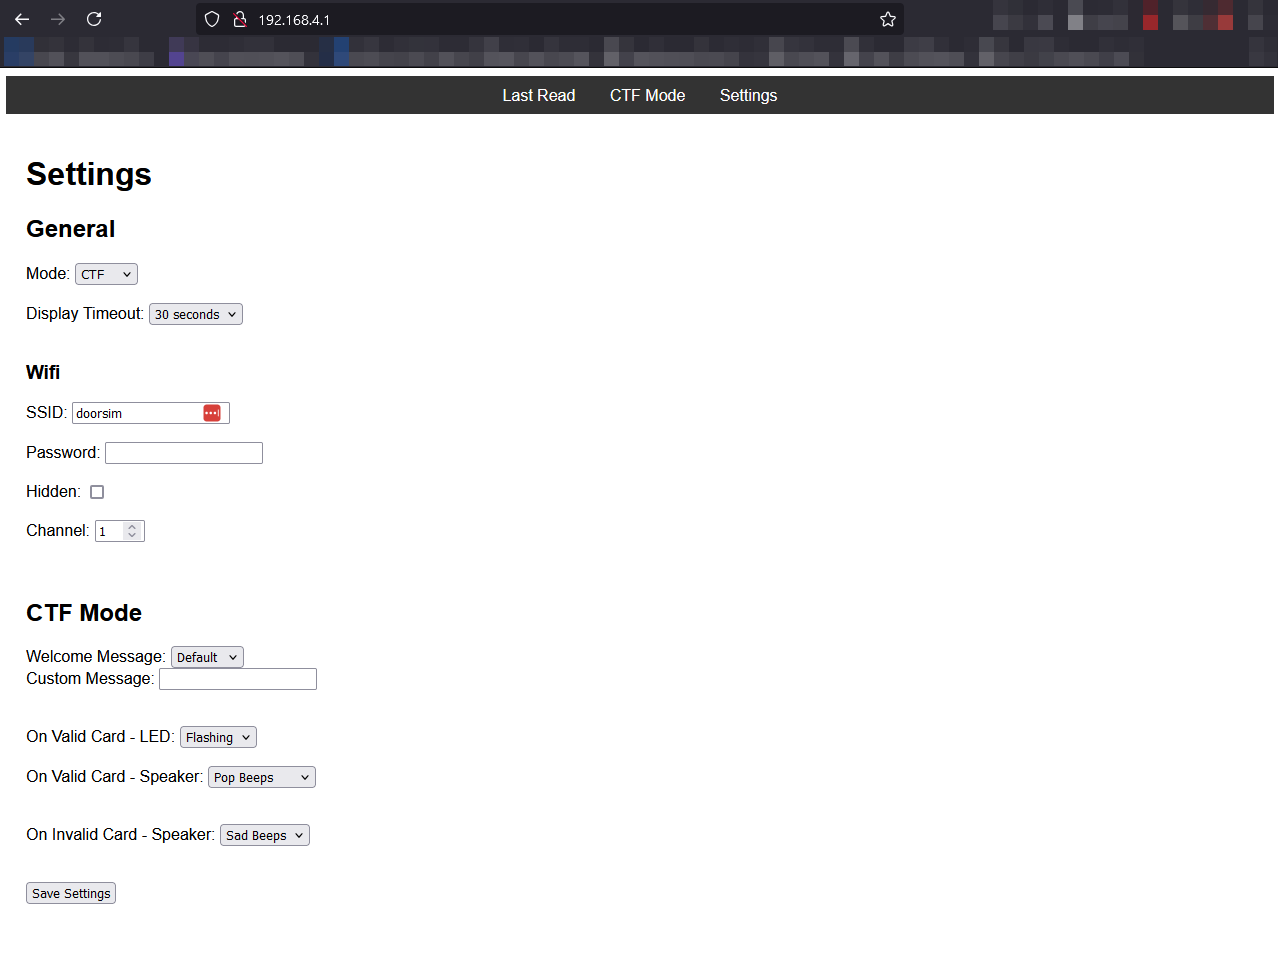 192.168.4.1
Last Read CTF Mode Settings
Settings
General
Mode: CTF
Display Timeout: 30 seconds
Wifi
SSID: doorsim
Password:
Hidden:
Channel: 1
CTF Mode
Welcome Message: Default
Custom Message:
On Valid Card - LED: Flashing
On Valid Card - Speaker: Pop Beeps
On Invalid Card - Speaker: Sad Beeps
Save Settings